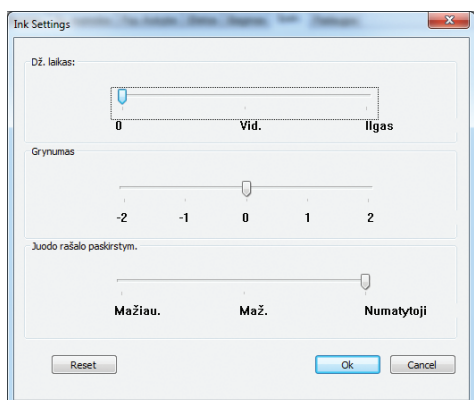 Ink Settings
Dž. laikas:
0 Vid. Ilgas
Grynumas
-2 -1 0 1 2
Juodo rašalo paskirstym.
Mažiau. Maž. Numatytoji
Reset Ok Cancel